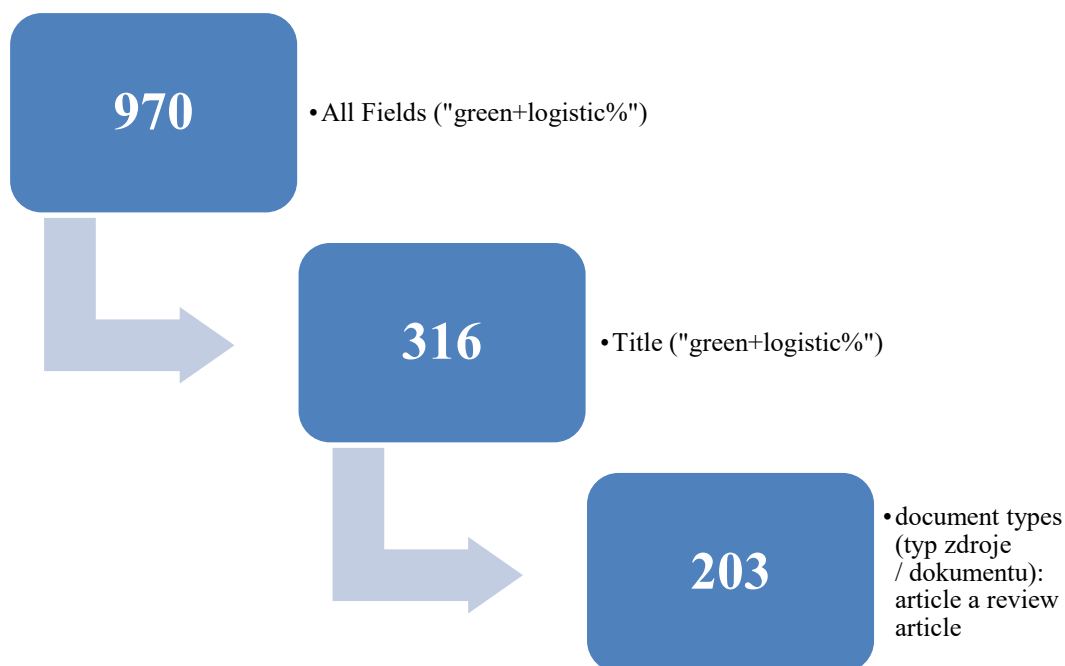 970
•All Fields ("green+logistic%")
316
•Title ("green+logistic%")
203
•document types
(typ zdroje
/ dokumentu):
article a review
article